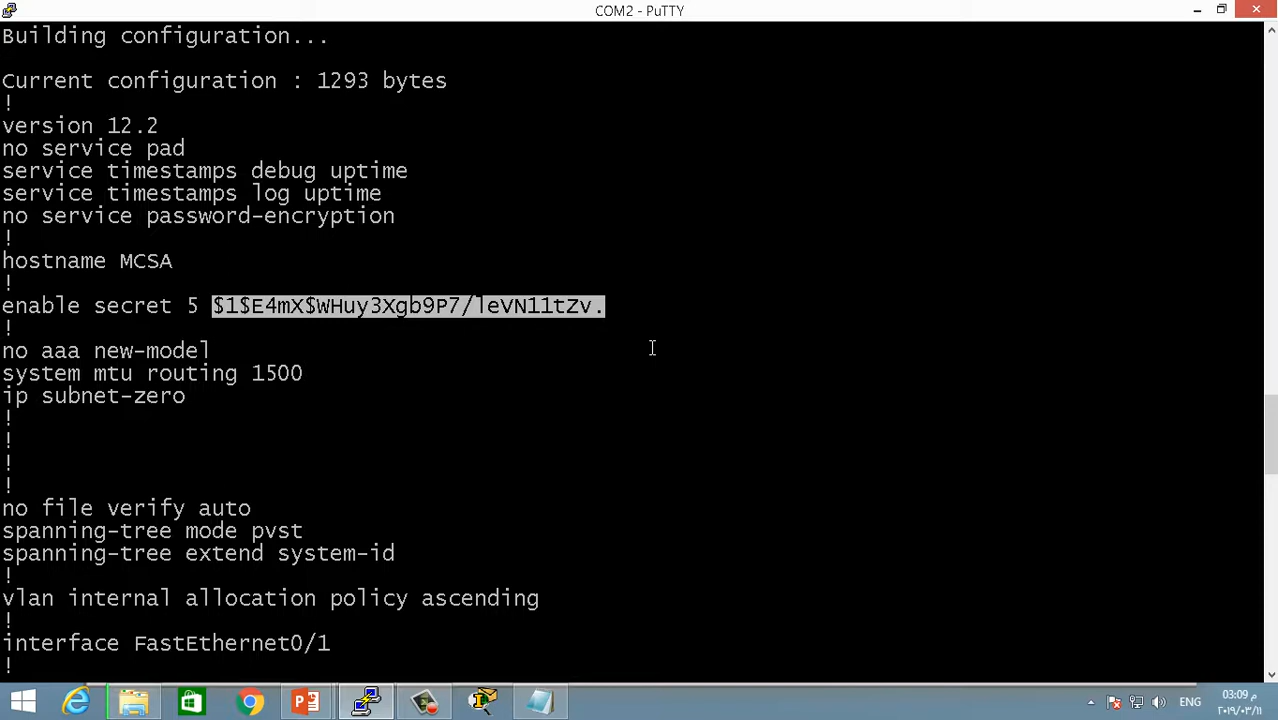 COM2 - PuTTY
Building configuration...
Current configuration : 1293 bytes
!
version 12.2
no service pad
service timestamps debug uptime
service timestamps log uptime
no service password-encryption
!
hostname MCSA
!
enable secret 5 $1$E4mX$WHuy3Xgb9P7/leVN11tZv.
!
no aaa new-model
system mtu routing 1500
ip subnet-zero
!
!
!
!
no file verify auto
spanning-tree mode pvst
spanning-tree extend system-id
!
vlan internal allocation policy ascending
!
interface FastEthernet0/1
!
ENG
03:09 م
٢٠١٩/٠٣/١١